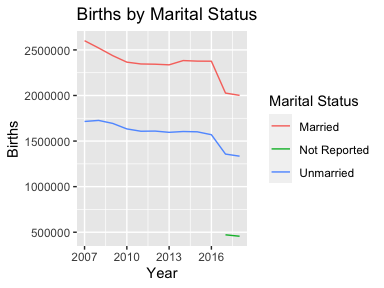 Births by Marital Status
Births
2500000
2000000
1500000
1000000
500000
2007 2010 2013 2016
Year
Marital Status
Married
Not Reported
Unmarried